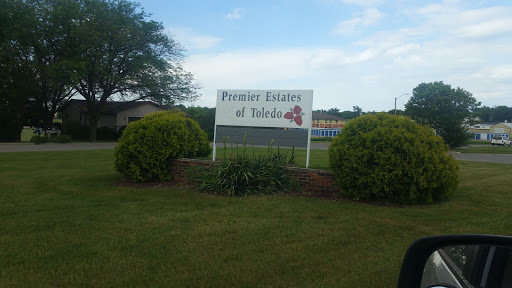 Premier Estates
of Toledo